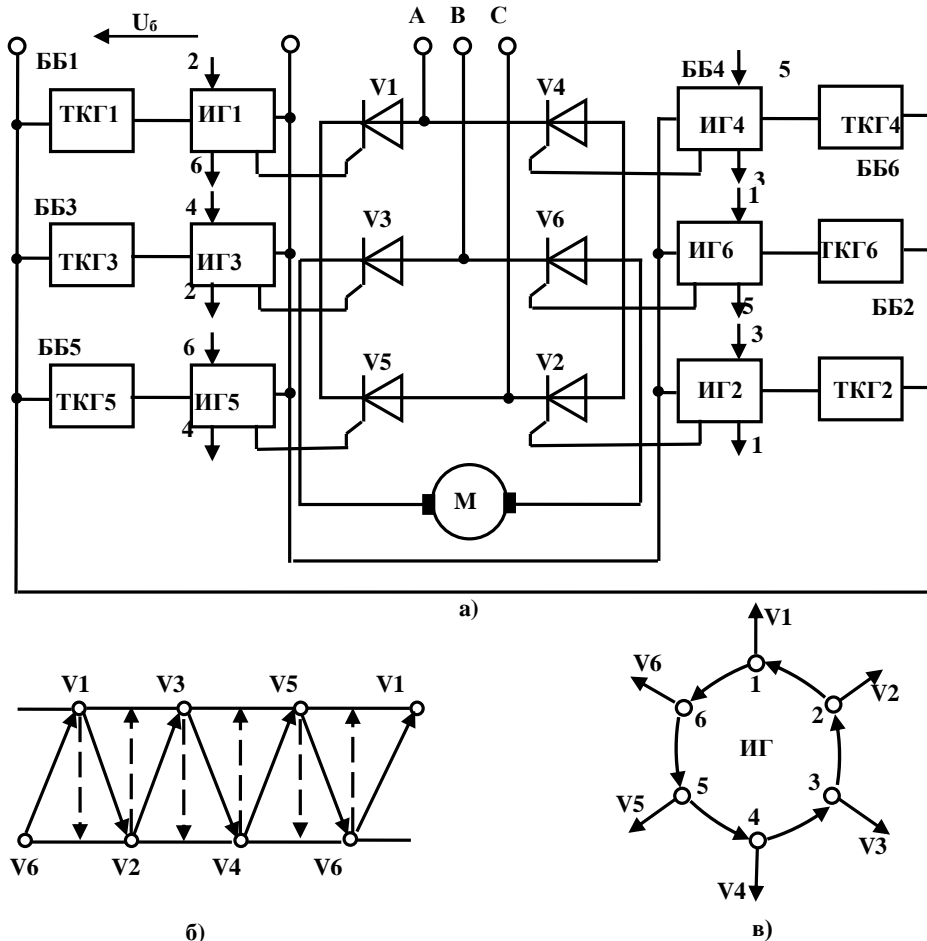 Uб
А В С
ББ1 2 V1 V4 ББ4 5
ТКГ1 ИГ1 ИГ4 ТКГ4
6 3 ББ6
ББ3 4 V3 V6 1
ТКГ3 ИГ3 ИГ6 ТКГ6
2 5 ББ2
ББ5 6 V5 V2 3
ТКГ5 ИГ5 ИГ2 ТКГ2
4 1
М
а)
V1 V3 V5 V1
V6 V2 V4 V6
б)
V1
V6 1 V2
6 2
ИГ
V5 5 3 V3
4
V4
в)